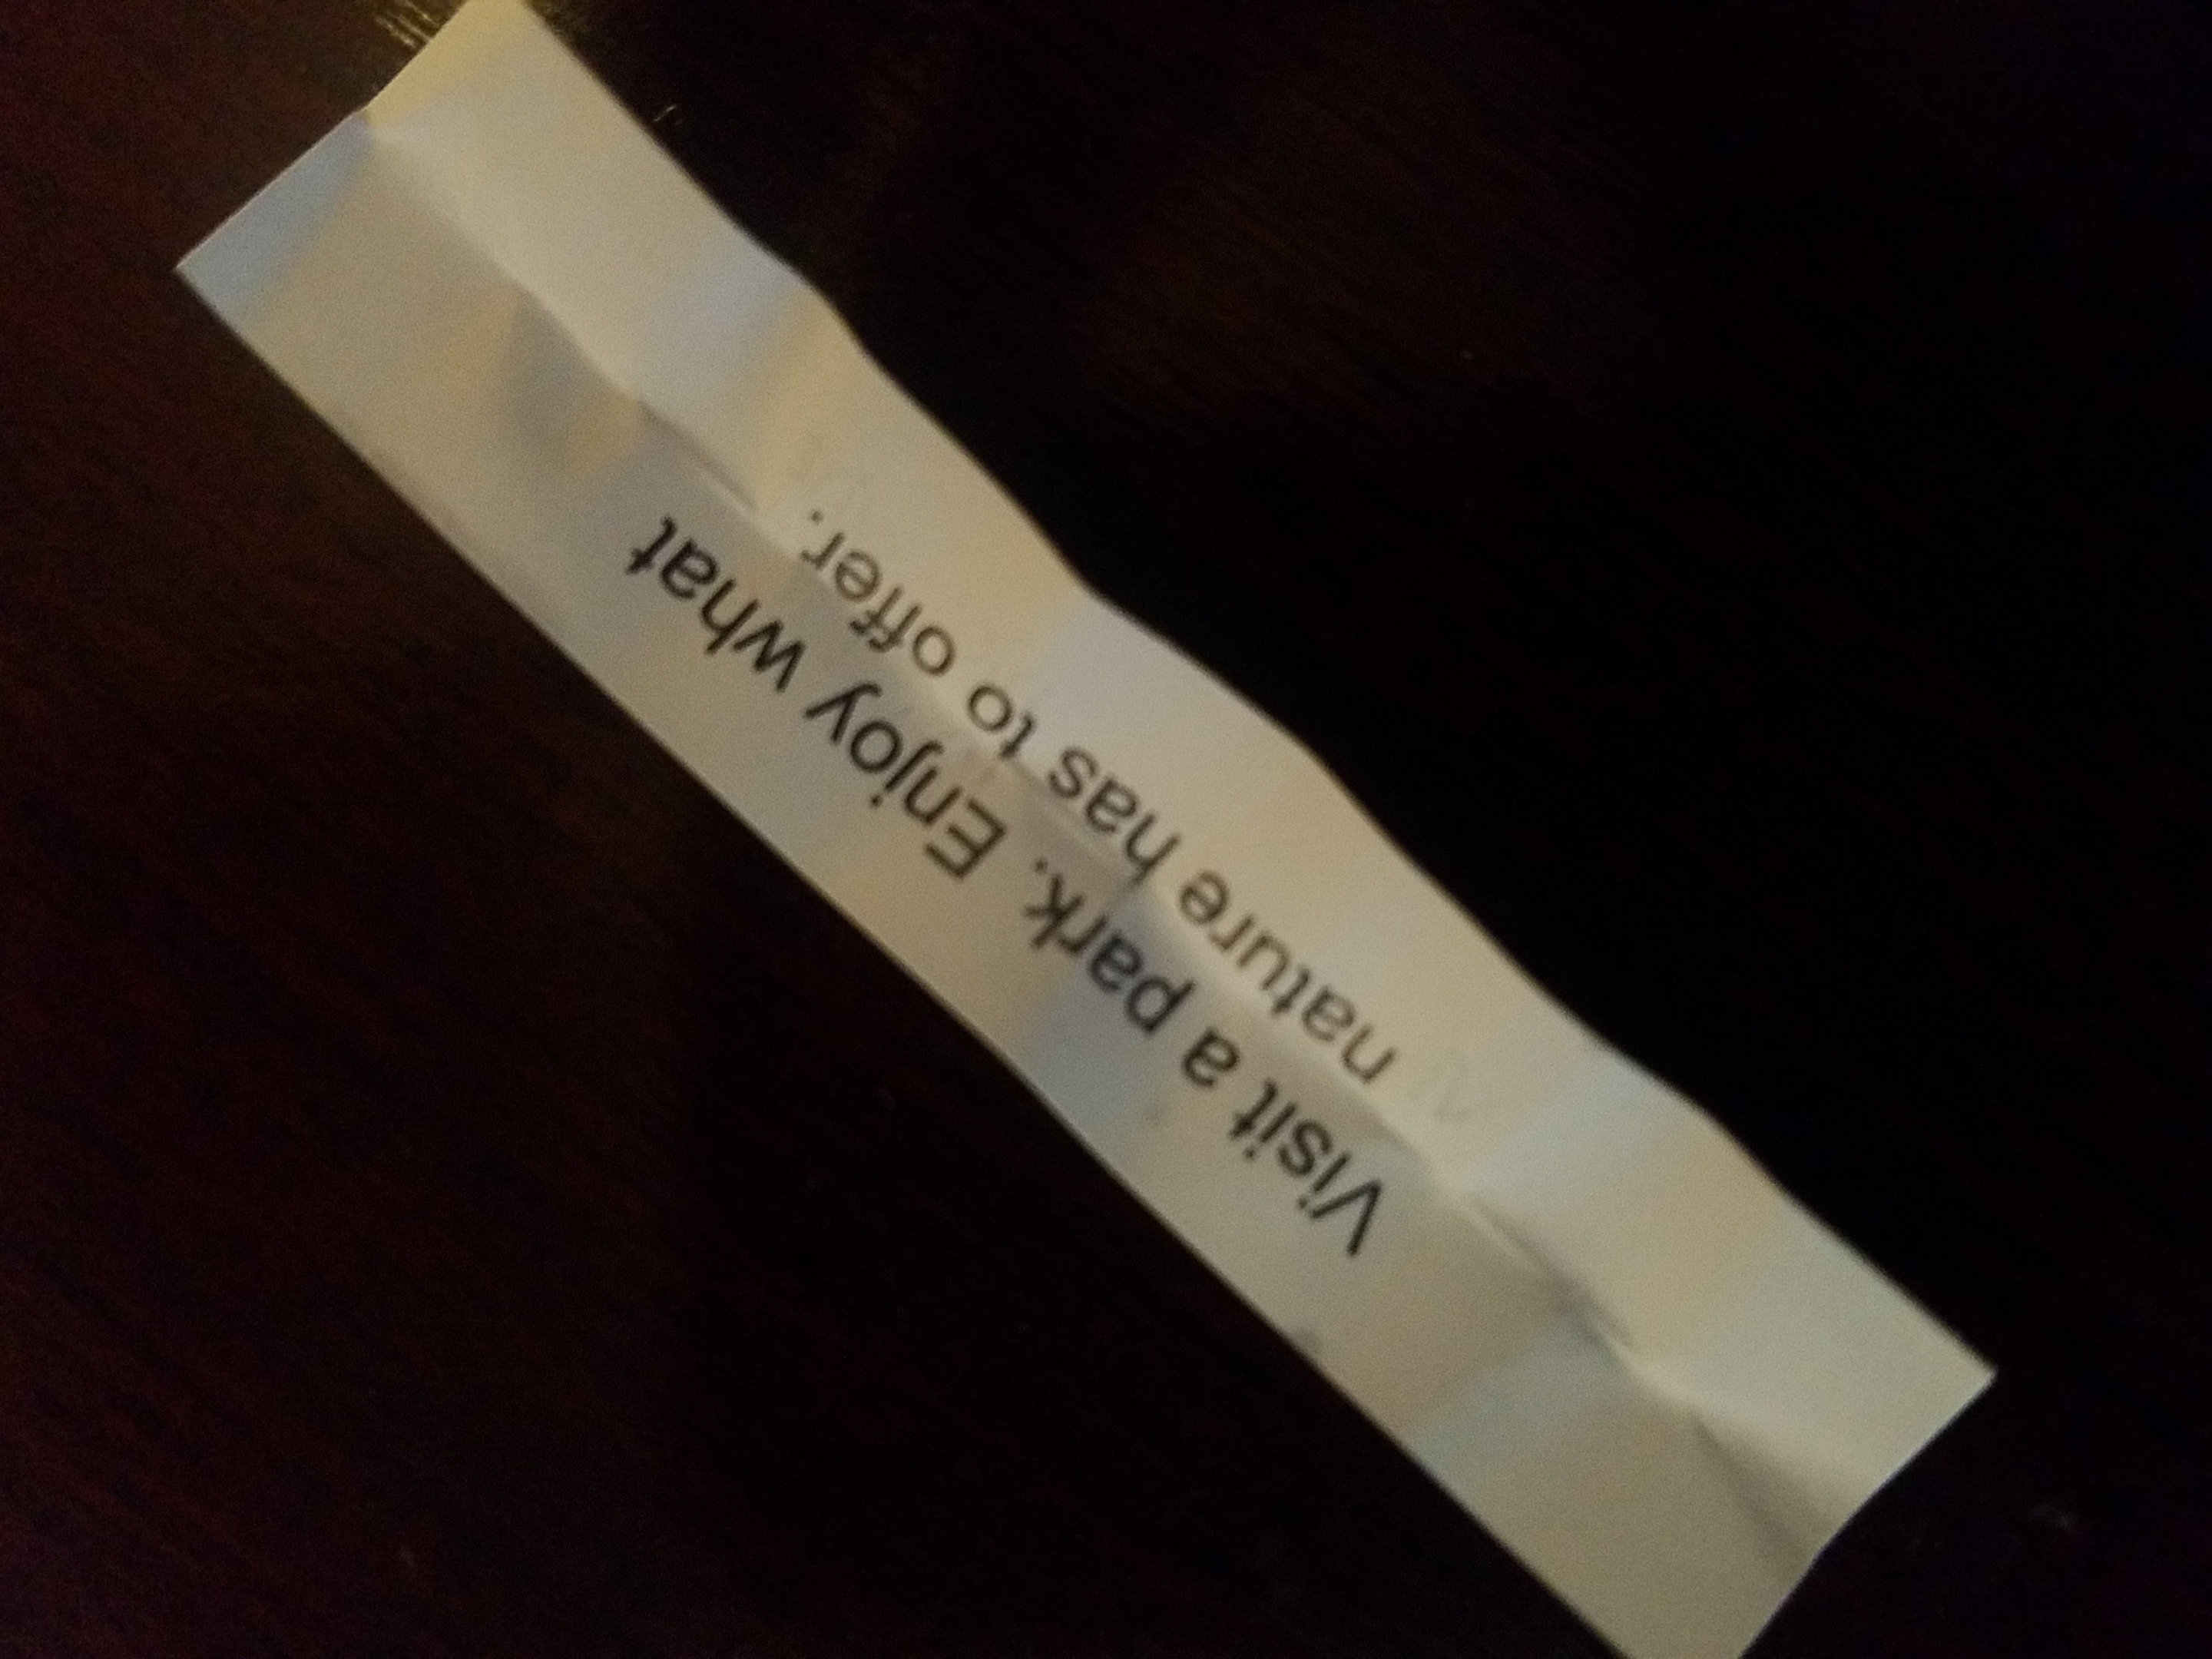 Visit a park. Enjoy what
nature has to offer.